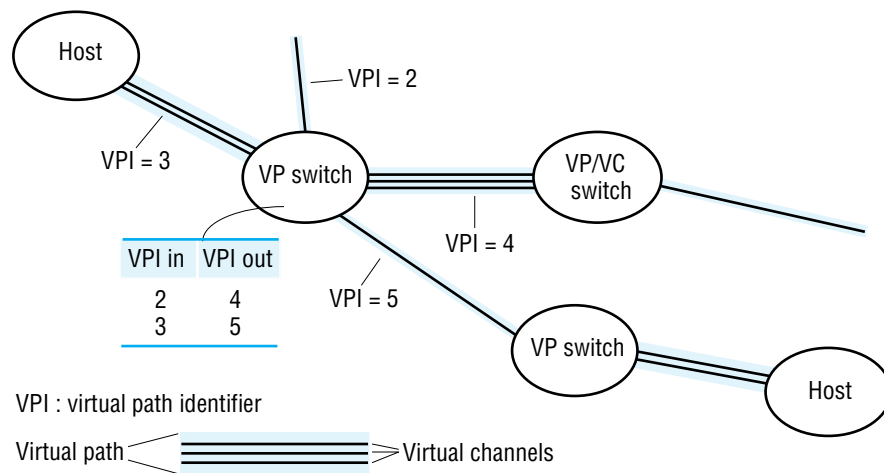 Host
VPI = 2
VPI = 3
VP switch
VP/VC
switch
VPI = 4
VPI in VPI out
2 4
3 5
VPI = 5
VP switch
Host
VPI : virtual path identifier
Virtual path
Virtual channels